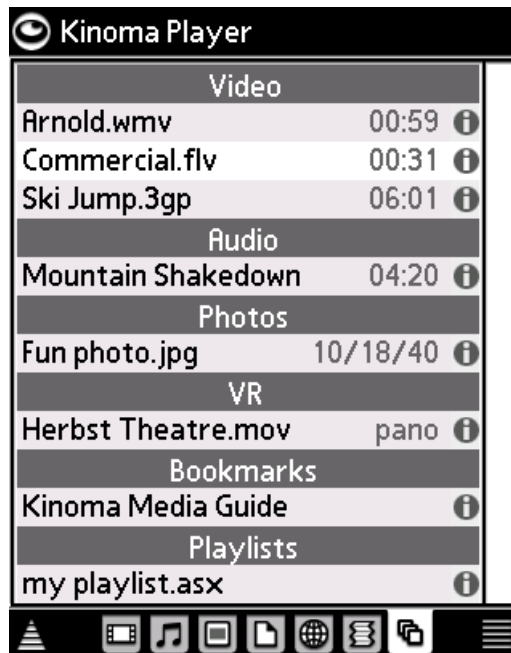 Kinoma Player
Video
Arnold.wmv 00:59
Commercial.flv 00:31
Ski Jump.3gp 06:01
Audio
Mountain Shakedown 04:20
Photos
Fun photo.jpg 10/18/40
VR
Herbst Theatre.mov pano
Bookmarks
Kinoma Media Guide
Playlists
my playlist.asx